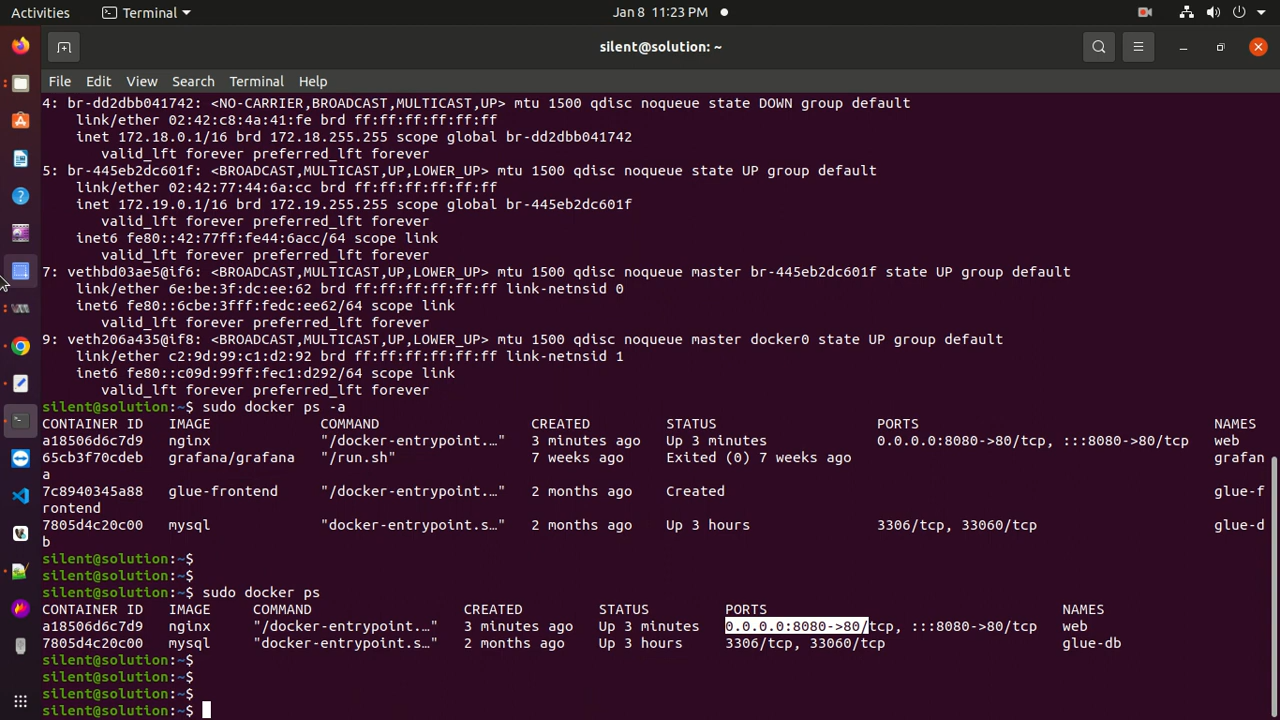 Activities Terminal Jan 8 11:23 PM
silent@solution: ~
File Edit View Search Terminal Help
4: br-dd2dbb041742: <NO-CARRIER,BROADCAST,MULTICAST,UP> mtu 1500 qdisc noqueue state DOWN group default
link/ether 02:42:c8:4a:41:fe brd ff:ff:ff:ff:ff:ff
inet 172.18.0.1/16 brd 172.18.255.255 scope global br-dd2dbb041742
valid_lft forever preferred_lft forever
5: br-445eb2dc601f: <BROADCAST,MULTICAST,UP,LOWER_UP> mtu 1500 qdisc noqueue state UP group default
link/ether 02:42:77:44:6a:cc brd ff:ff:ff:ff:ff:ff
inet 172.19.0.1/16 brd 172.19.255.255 scope global br-445eb2dc601f
valid_lft forever preferred_lft forever
inet6 fe80::42:77ff:fe44:6acc/64 scope link
valid_lft forever preferred_lft forever
7: vethbd03ae5@if6: <BROADCAST,MULTICAST,UP,LOWER_UP> mtu 1500 qdisc noqueue master br-445eb2dc601f state UP group default
link/ether 6e:be:3f:dc:ee:62 brd ff:ff:ff:ff:ff:ff link-netnsid 0
inet6 fe80::6cbe:3fff:fedc:ee62/64 scope link
valid_lft forever preferred_lft forever
9: veth206a435@if8: <BROADCAST,MULTICAST,UP,LOWER_UP> mtu 1500 qdisc noqueue master docker0 state UP group default
link/ether c2:9d:99:c1:d2:92 brd ff:ff:ff:ff:ff:ff link-netnsid 1
inet6 fe80::c09d:99ff:fec1:d292/64 scope link
valid_lft forever preferred_lft forever
silent@solution:~$ sudo docker ps -a
CONTAINER ID IMAGE COMMAND CREATED STATUS PORTS NAMES
a18506d6c7d9 nginx "/docker-entrypoint.…" 3 minutes ago Up 3 minutes 0.0.0.0:8080->80/tcp, :::8080->80/tcp web
65cb3f70cdeb grafana/grafana "/run.sh" 7 weeks ago Exited (0) 7 weeks ago grafan
a
7c8940345a88 glue-frontend "/docker-entrypoint.…" 2 months ago Created glue-f
rontend
7805d4c20c00 mysql "docker-entrypoint.s…" 2 months ago Up 3 hours 3306/tcp, 33060/tcp glue-d
b
silent@solution:~$
silent@solution:~$
silent@solution:~$ sudo docker ps
CONTAINER ID IMAGE COMMAND CREATED STATUS PORTS NAMES
a18506d6c7d9 nginx "/docker-entrypoint.…" 3 minutes ago Up 3 minutes 0.0.0.0:8080->80/tcp, :::8080->80/tcp web
7805d4c20c00 mysql "docker-entrypoint.s…" 2 months ago Up 3 hours 3306/tcp, 33060/tcp glue-db
silent@solution:~$
silent@solution:~$
silent@solution:~$
silent@solution:~$